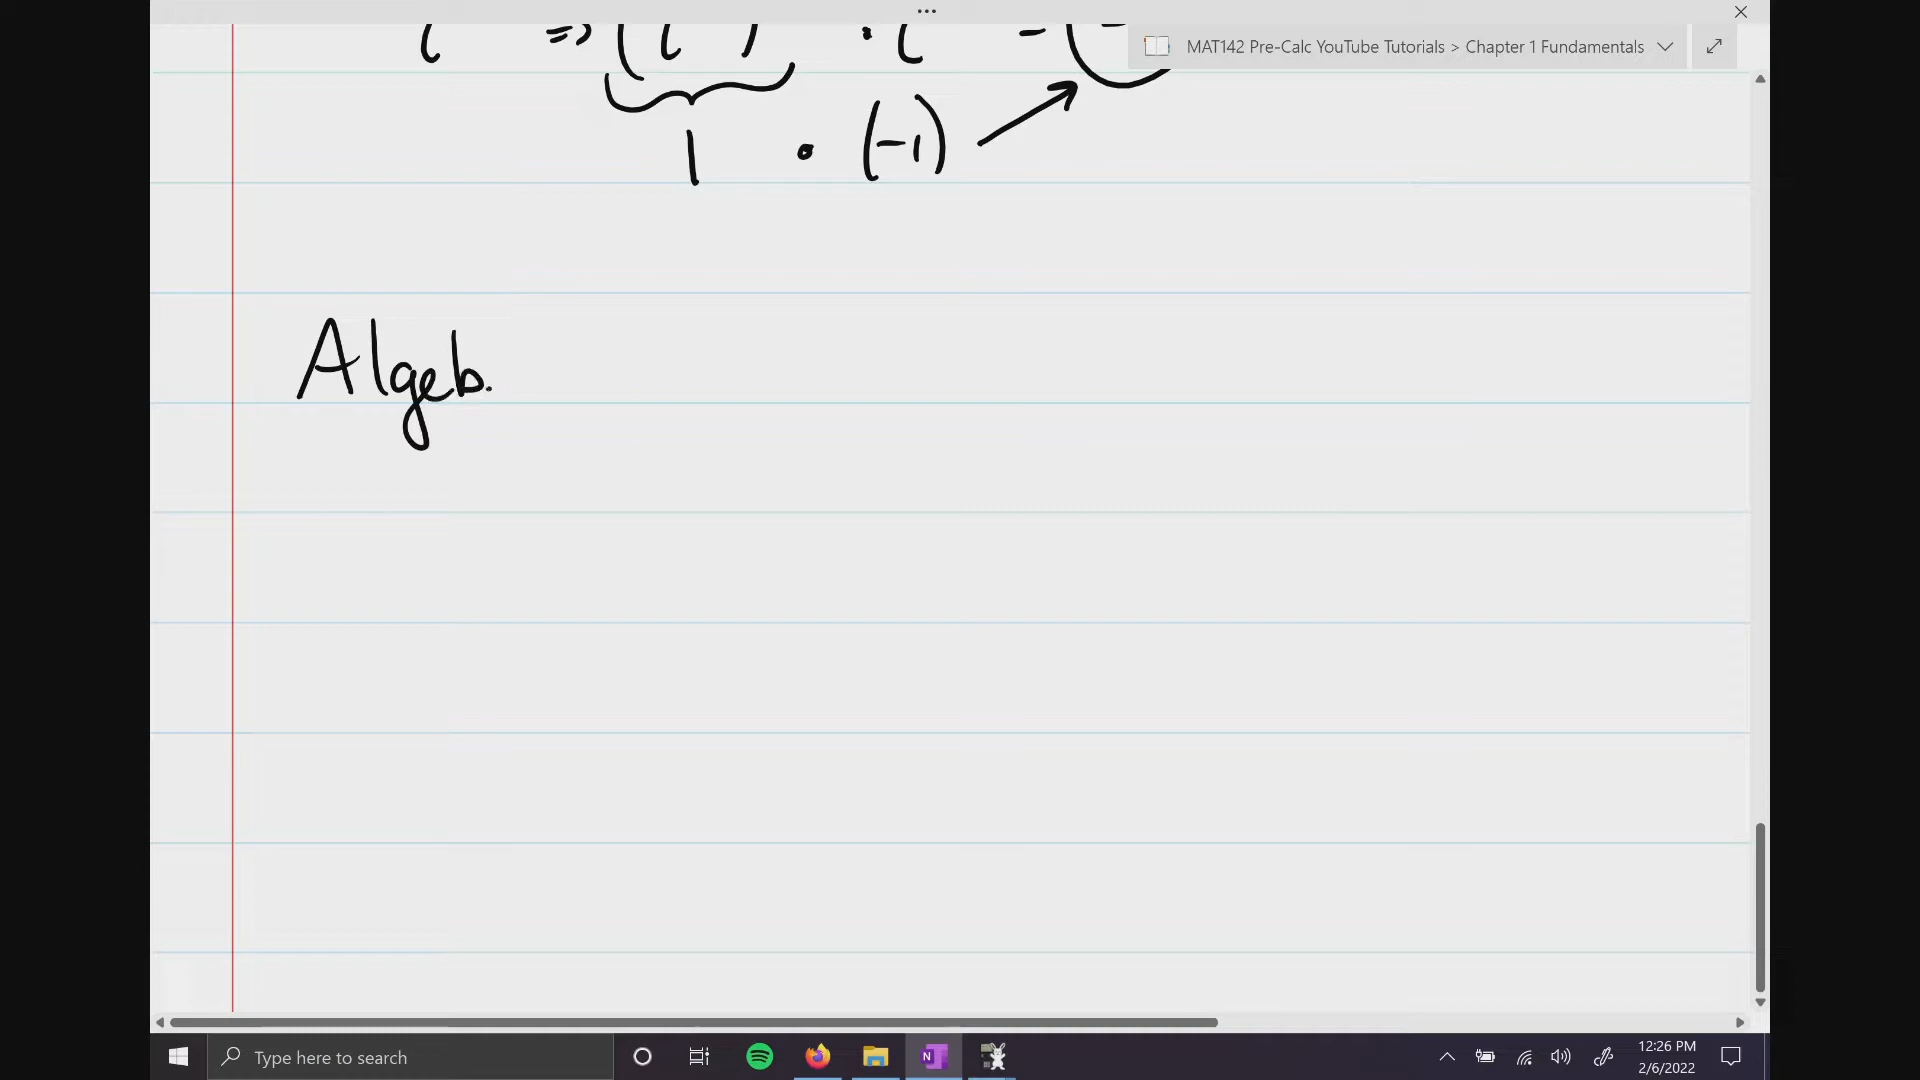 MAT142 Pre-Calc YouTube Tutorials > Chapter 1 Fundamentals
1 • (-1)
Algeb.
Type here to search
12:26 PM
2/6/2022